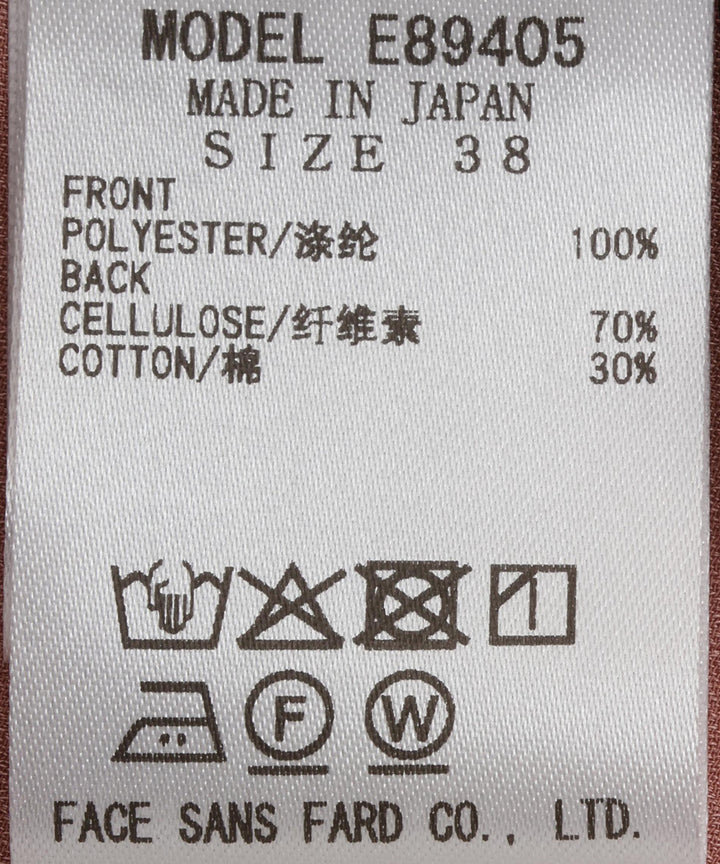 MODEL E89405
MADE IN JAPAN
SIZE 38
FRONT
POLYESTER/涤纶 100%
BACK
CELLULOSE/纤维素 70%
COTTON/棉 30%
F W
FACE SANS FARD CO., LTD.